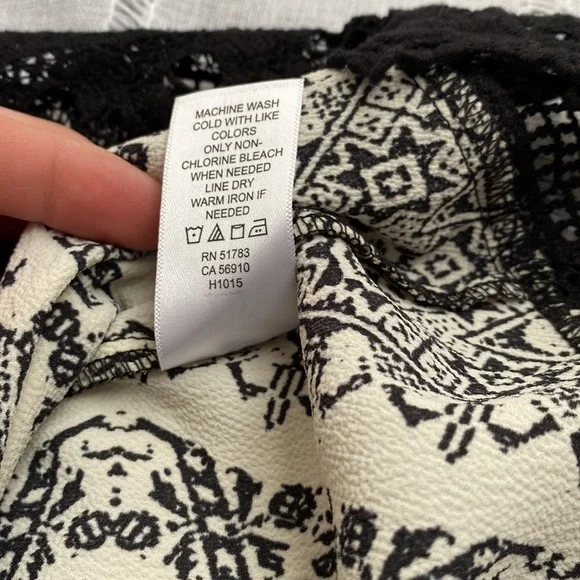 MACHINE WASH
COLD WITH LIKE
COLORS
ONLY NON-
CHLORINE BLEACH
WHEN NEEDED
LINE DRY
WARM IRON IF
NEEDED
RN 51783
CA 56910
H1015